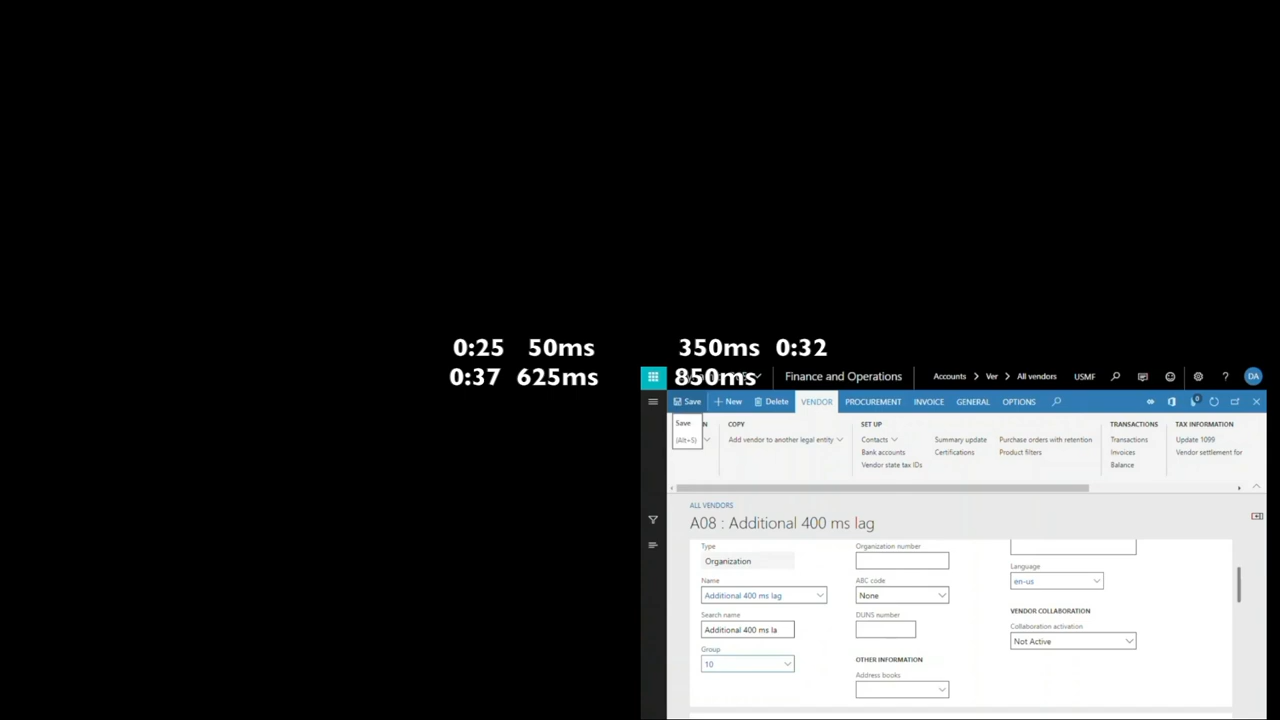 0:25 50ms 350ms 0:32
0:37 625ms 850ms
Finance and Operations Accounts > Ver > All vendors USMF ? DA
Save New Delete VENDOR PROCUREMENT INVOICE GENERAL OPTIONS 0
Save
(Alt+S)
N COPY SET UP TRANSACTIONS TAX INFORMATION
Add vendor to another legal entity Contacts Summary update Purchase orders with retention Transactions Update 1099
Bank accounts Certifications Product filters Invoices Vendor settlement for
Vendor state tax IDs Balance
ALL VENDORS
A08 : Additional 400 ms lag
Type Organization number
Organization
Language
en-us
Name ABC code
Additional 400 ms lag None
Search name DUNS number VENDOR COLLABORATION
Additional 400 ms la Collaboration activation
Not Active
Group OTHER INFORMATION
10 Address books